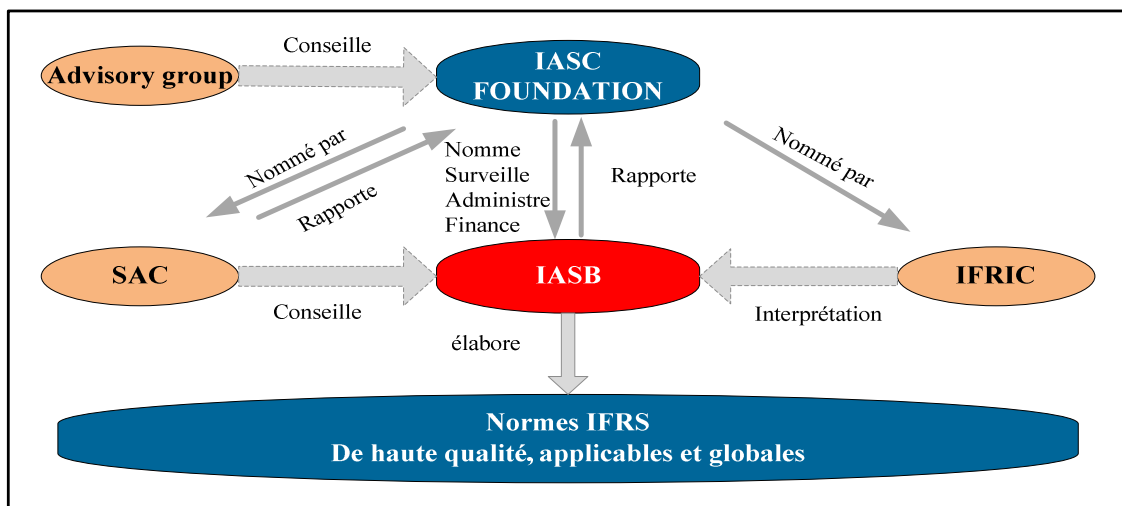 Conseille
Advisory group
IASC
FOUNDATION
Nommé par
Rapporte
Nomme
Surveille
Administre
Finance
Rapporte
Nommé par
SAC
IASB
IFRIC
Conseille
Interprétation
élabore
Normes IFRS
De haute qualité, applicables et globales